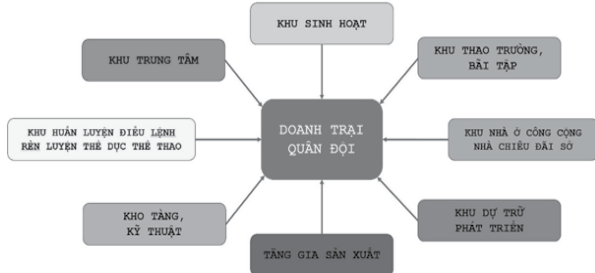 KHU SINH HOẠT
KHU TRUNG TÂM
KHU THAO TRƯỜNG,
BÃI TẬP
DOANH TRẠI
QUÂN ĐỘI
KHU HUẤN LUYỆN ĐIỀU LỆNH
RÈN LUYỆN THỂ DỤC THỂ THAO
KHU NHÀ Ở CÔNG CỘNG
NHÀ CHIÊU ĐÃI SỞ
KHO TÀNG,
KỸ THUẬT
KHU DỰ TRỮ
PHÁT TRIỂN
TĂNG GIA SẢN XUẤT